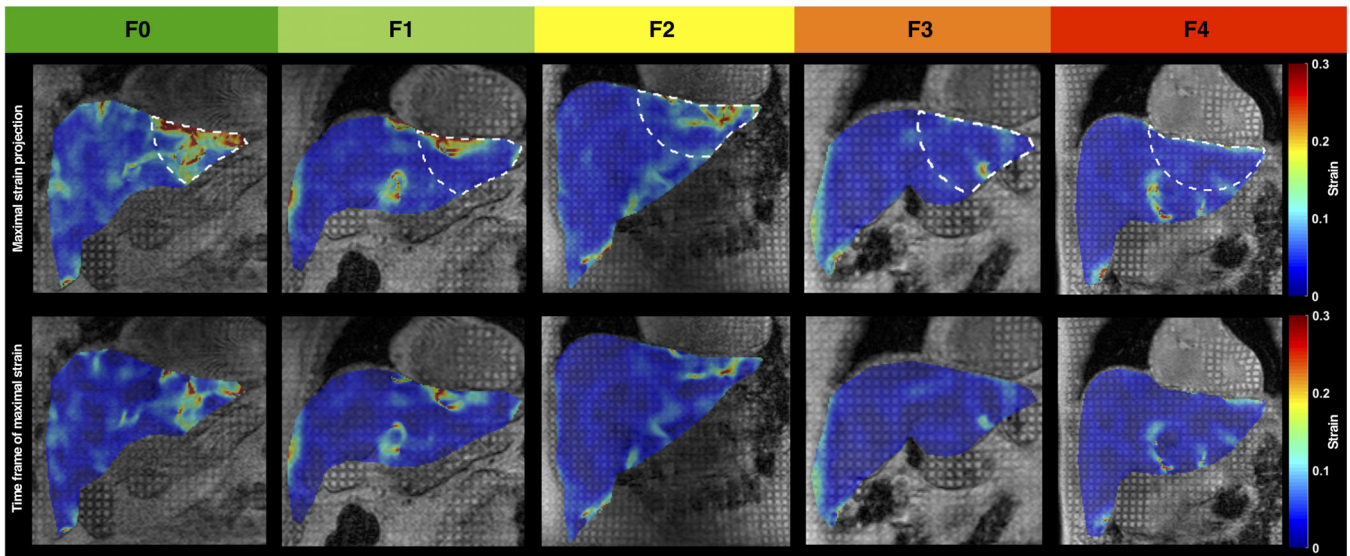 F0 F1 F2 F3 F4
Maximal strain projection
0.3
0.2
0.1
0
Strain
Time frame of maximal strain
0.3
0.2
0.1
0
Strain